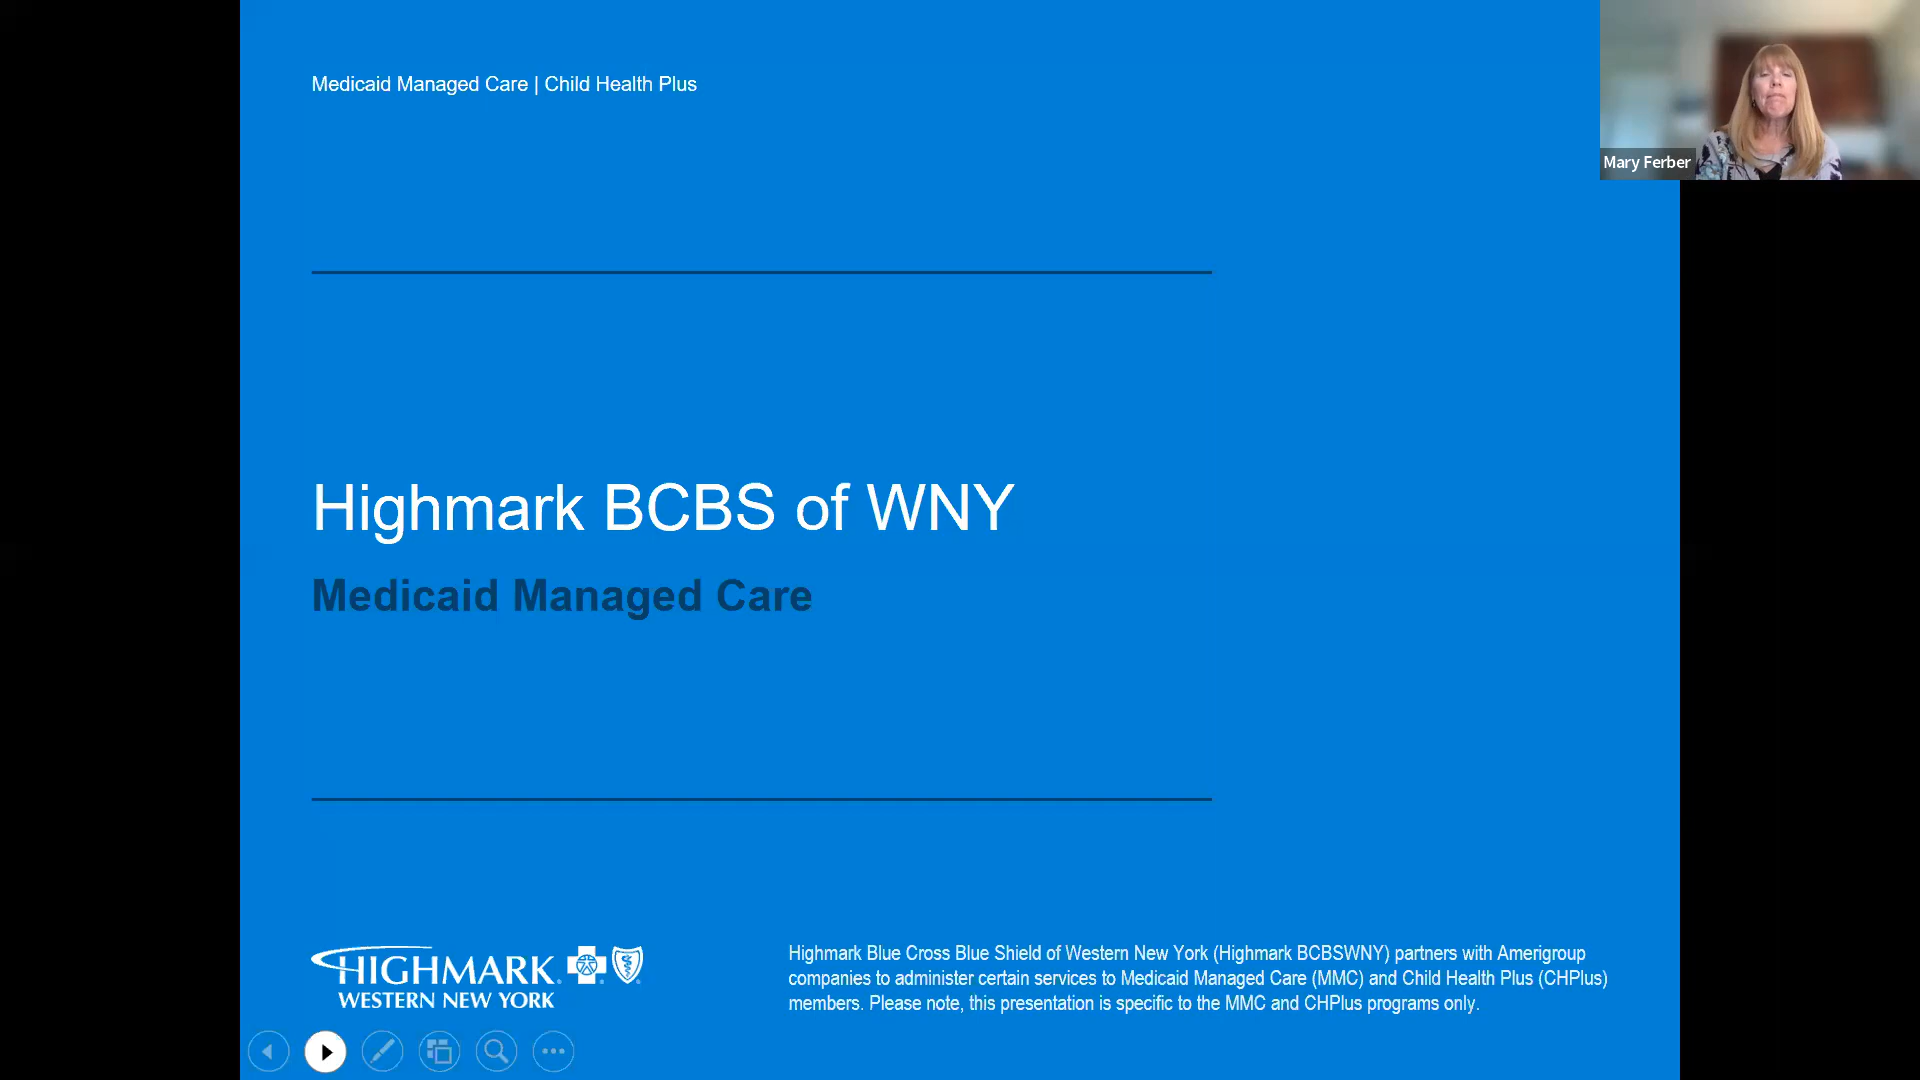 Medicaid Managed Care | Child Health Plus
Mary Ferber
Highmark BCBS of WNY
Medicaid Managed Care
HIGHMARK
WESTERN NEW YORK
Highmark Blue Cross Blue Shield of Western New York (Highmark BCBSWNY) partners with Amerigroup
companies to administer certain services to Medicaid Managed Care (MMC) and Child Health Plus (CHPlus)
members. Please note, this presentation is specific to the MMC and CHPlus programs only.